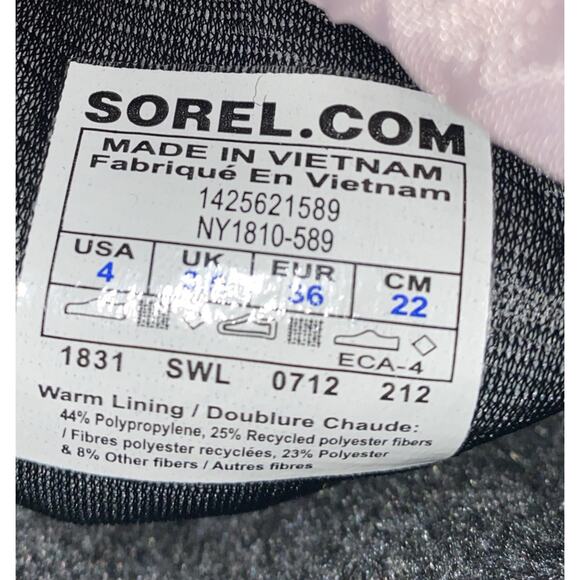 SOREL.COM
MADE IN VIETNAM
Fabriqué En Vietnam
1425621589
NY1810-589
USA UK EUR CM
4 36 22
ECA-4
1831 SWL 0712 212
Warm Lining / Doublure Chaude:
44% Polypropylene, 25% Recycled polyester fibers
/ Fibres polyester recyclées, 23% Polyester
& 8% Other fibers / Autres fibres